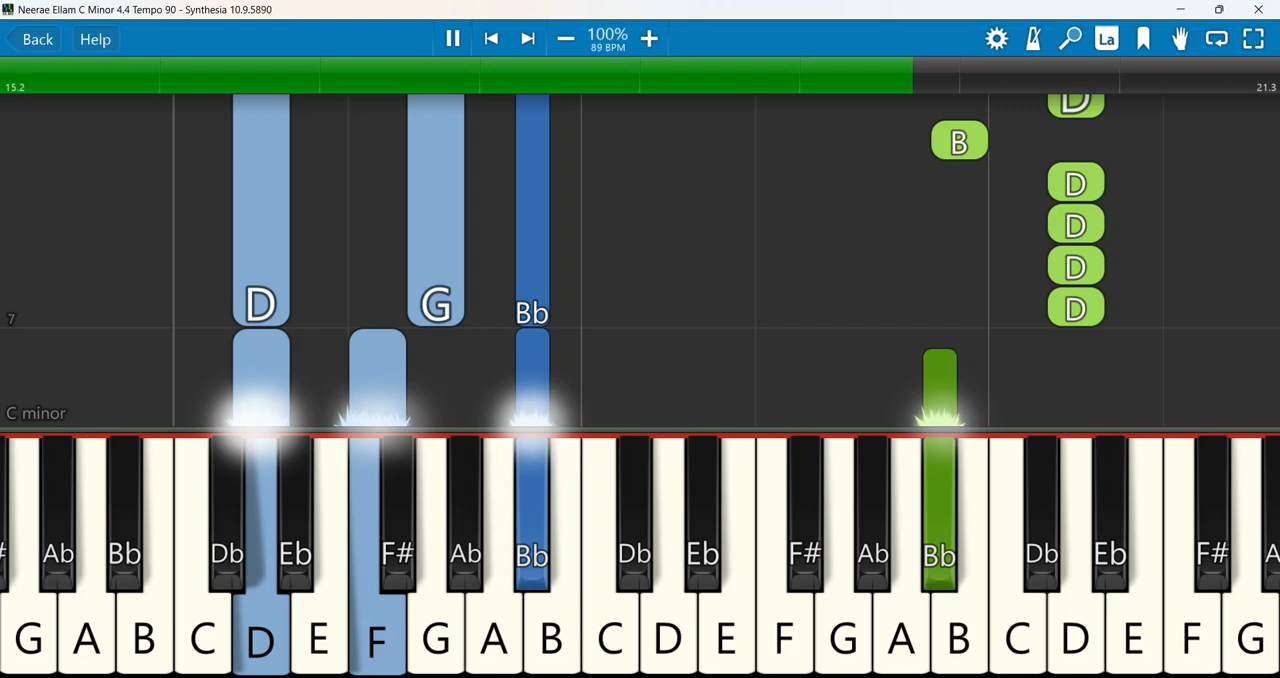 Neerae Ellam C Minor 4.4 Tempo 90 - Synthesia 10.9.5890
Back Help 100% La
89 BPM
15.2 21.3
D
B
D
D
D
D G Bb D
7
C minor
Ab Bb Db Eb F# Ab Bb Db Eb F# Ab Bb Db Eb F#
G A B C D E F G A B C D E F G A B C D E F G